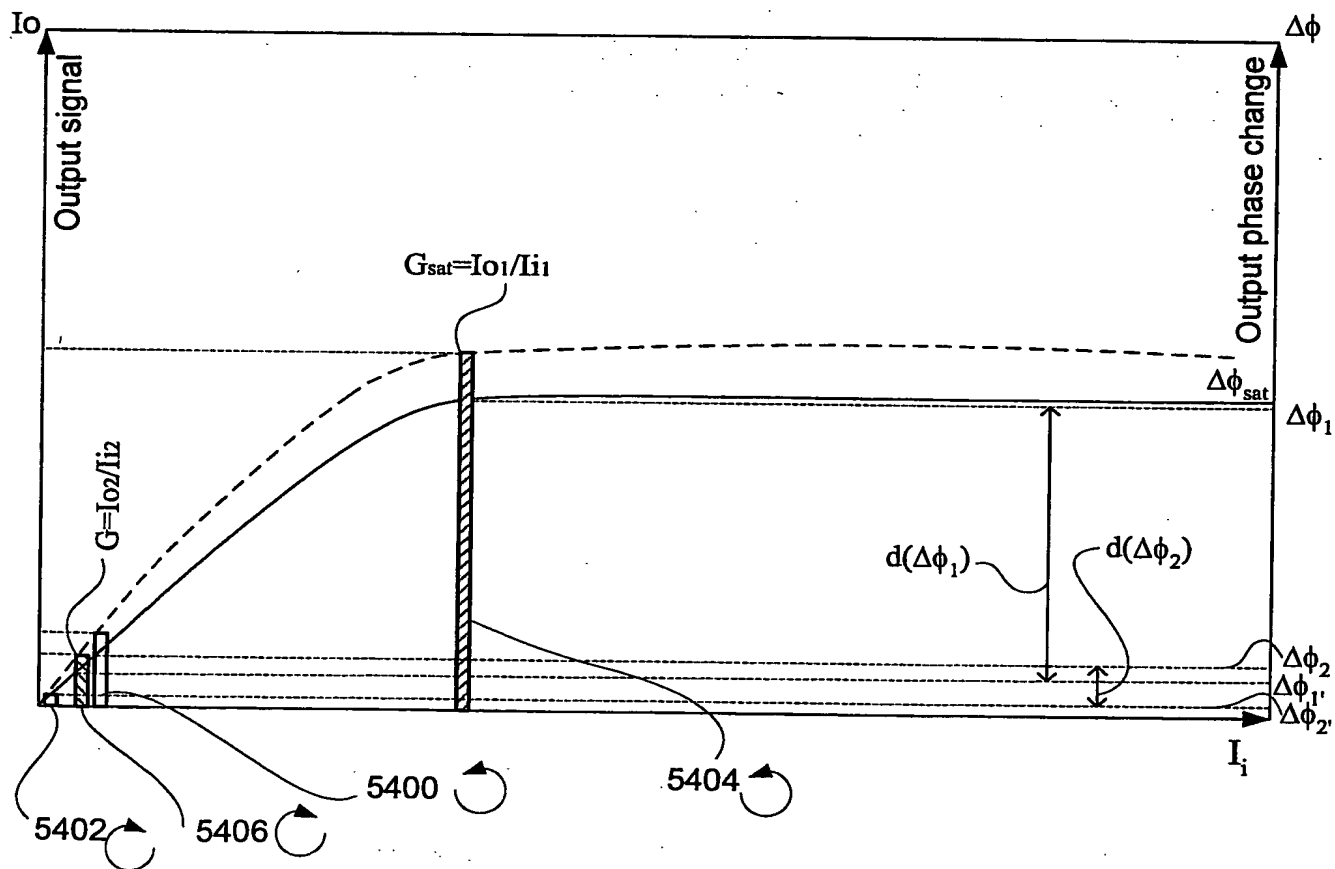 Io
Δϕ
Output signal
Output phase change
Gsat=Io1/Ii1
Δϕsat
Δϕ1
G=Io2/Ii2
d(Δϕ1)
d(Δϕ2)
Δϕ2
Δϕ1'
Δϕ2'
Ii
5400
5404
5402
5406